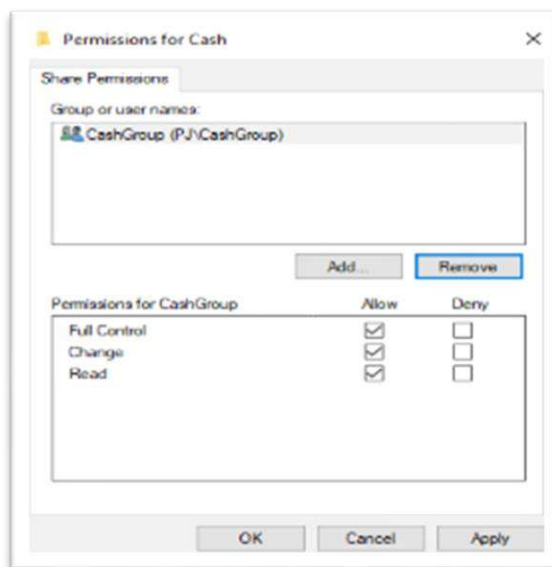 Permissions for Cash
Share Permissions
Group or user names:
CashGroup (PJ\CashGroup)
Add...
Remove
Permissions for CashGroup Allow Deny
Full Control
Change
Read
OK Cancel Apply